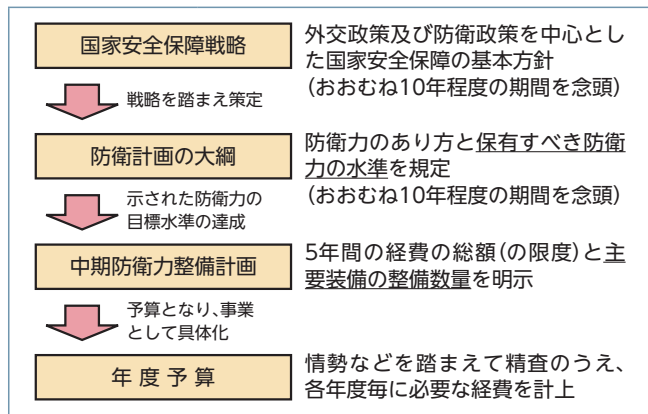 国家安全保障戦略
外交政策及び防衛政策を中心とし
た国家安全保障の基本方針
(おおむね10年程度の期間を念頭)
戦略を踏まえ策定
防衛計画の大綱
防衛力のあり方と保有すべき防衛
力の水準を規定
(おおむね10年程度の期間を念頭)
示された防衛力の
目標水準の達成
中期防衛力整備計画
5年間の経費の総額(の限度)と主
要装備の整備数量を明示
予算となり、事業
として具体化
年度予算
情勢などを踏まえて精査のうえ、
各年度毎に必要な経費を計上